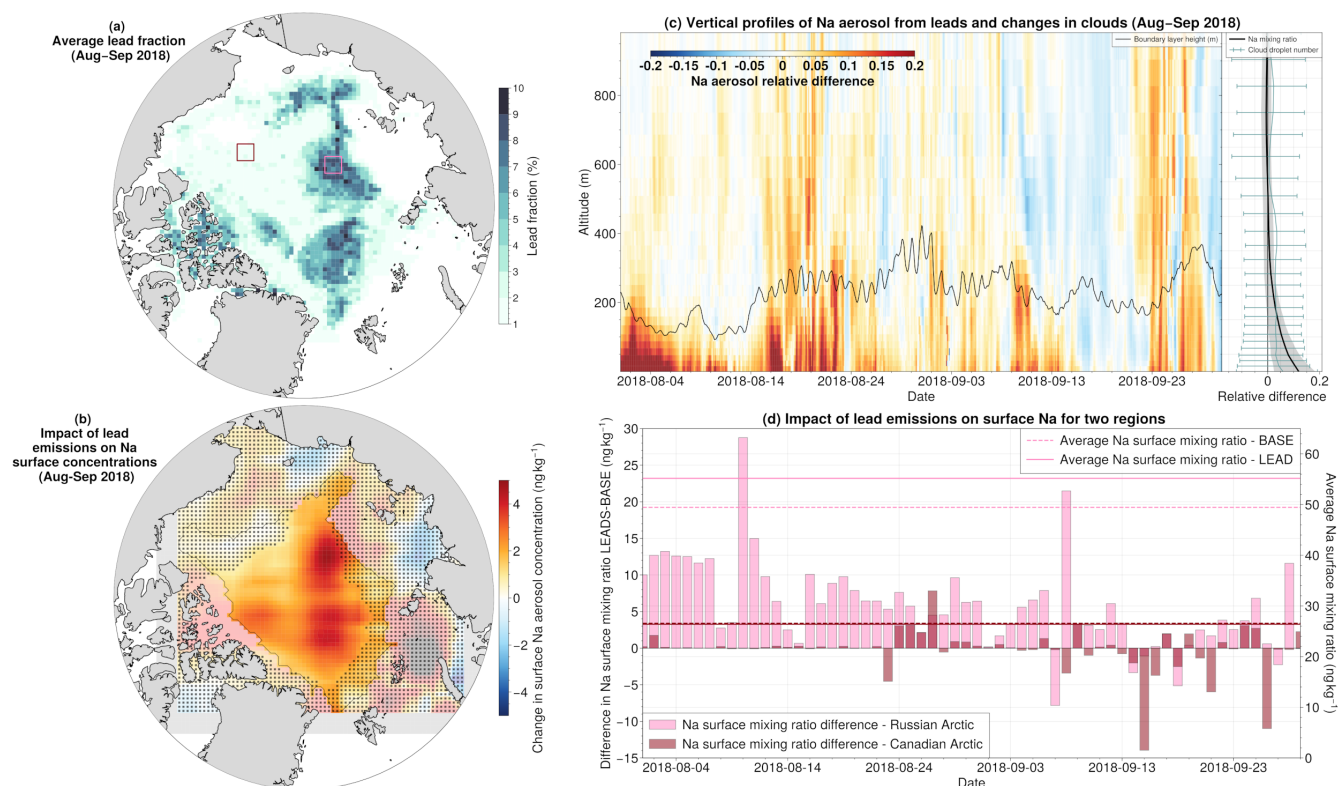 (a)
Average lead fraction
(Aug–Sep 2018)
10
9
8
7
6
5
4
3
2
1
Lead fraction (%)
(b)
Impact of lead
emissions on Na
surface concentrations
(Aug-Sep 2018)
4
2
0
−2
−4
Change in surface Na aerosol concentration (ng kg⁻¹)
(c) Vertical profiles of Na aerosol from leads and changes in clouds (Aug-Sep 2018)
Boundary layer height (m)
Na mixing ratio
Cloud droplet number
-0.2 -0.15 -0.1 -0.05 0 0.05 0.1 0.15 0.2
Na aerosol relative difference
Altitude (m)
800
600
400
200
2018-08-04 2018-08-14 2018-08-24 2018-09-03 2018-09-13 2018-09-23
Date
0 0.2
Relative difference
(d) Impact of lead emissions on surface Na for two regions
Average Na surface mixing ratio - BASE
Average Na surface mixing ratio - LEAD
Difference in Na surface mixing ratio LEADS-BASE (ng kg⁻¹)
30
25
20
15
10
5
0
−5
−10
−15
60
50
40
30
20
10
0
Average Na surface mixing ratio (ng kg⁻¹)
Na surface mixing ratio difference - Russian Arctic
Na surface mixing ratio difference - Canadian Arctic
2018-08-04 2018-08-14 2018-08-24 2018-09-03 2018-09-13 2018-09-23
Date